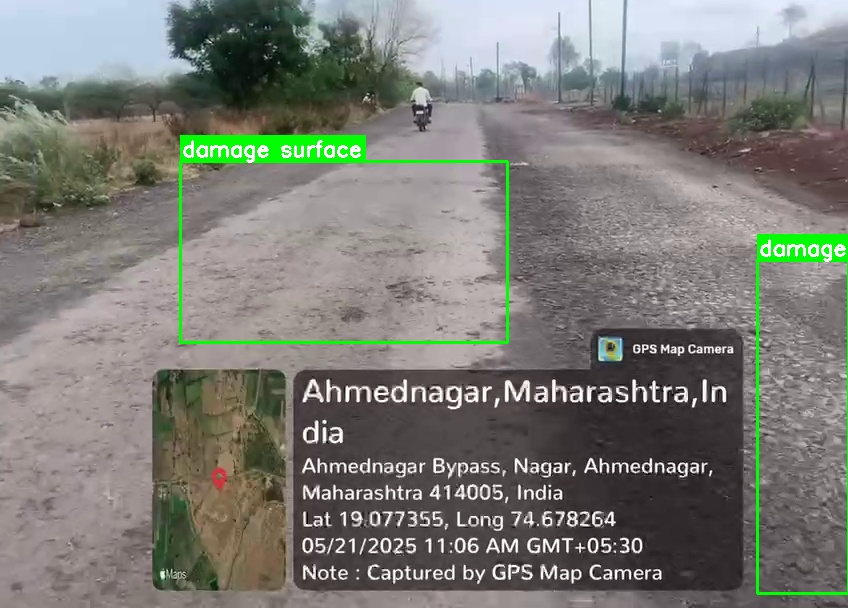 damage surface
damage
GPS Map Camera
Ahmednagar,Maharashtra,In
dia
Ahmednagar Bypass, Nagar, Ahmednagar,
Maharashtra 414005, India
Lat 19.077355, Long 74.678264
05/21/2025 11:06 AM GMT+05:30
Note : Captured by GPS Map Camera
Maps